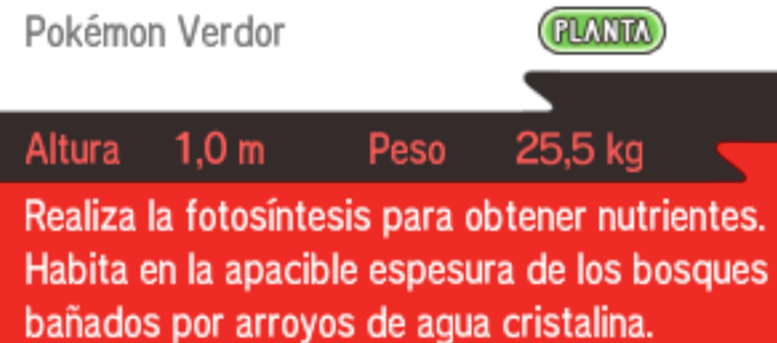 Pokémon Verdor PLANTA
Altura 1,0 m Peso 25,5 kg
Realiza la fotosíntesis para obtener nutrientes.
Habita en la apacible espesura de los bosques
bañados por arroyos de agua cristalina.